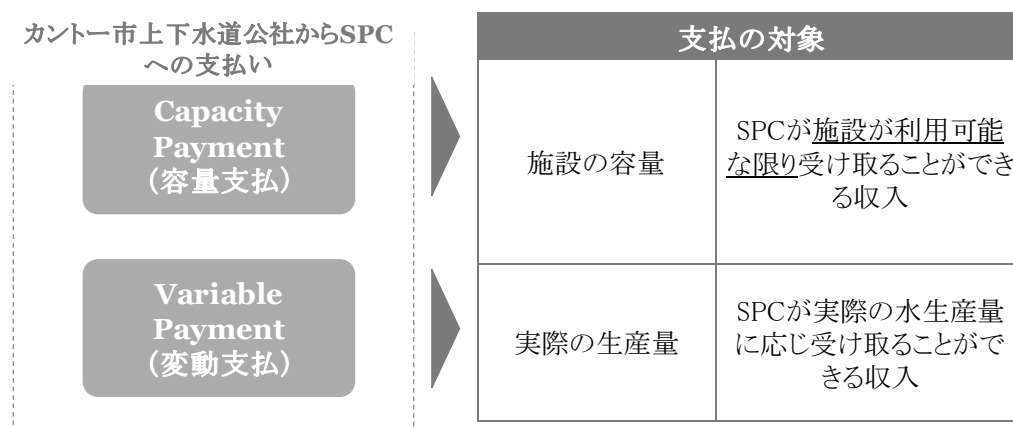 カントー市上下水道公社からSPC
への支払い
支払の対象
Capacity
Payment
（容量支払）
施設の容量
SPCが施設が利用可能
な限り受け取ることができ
る収入
Variable
Payment
（変動支払）
実際の生産量
SPCが実際の水生産量
に応じ受け取ることがで
きる収入